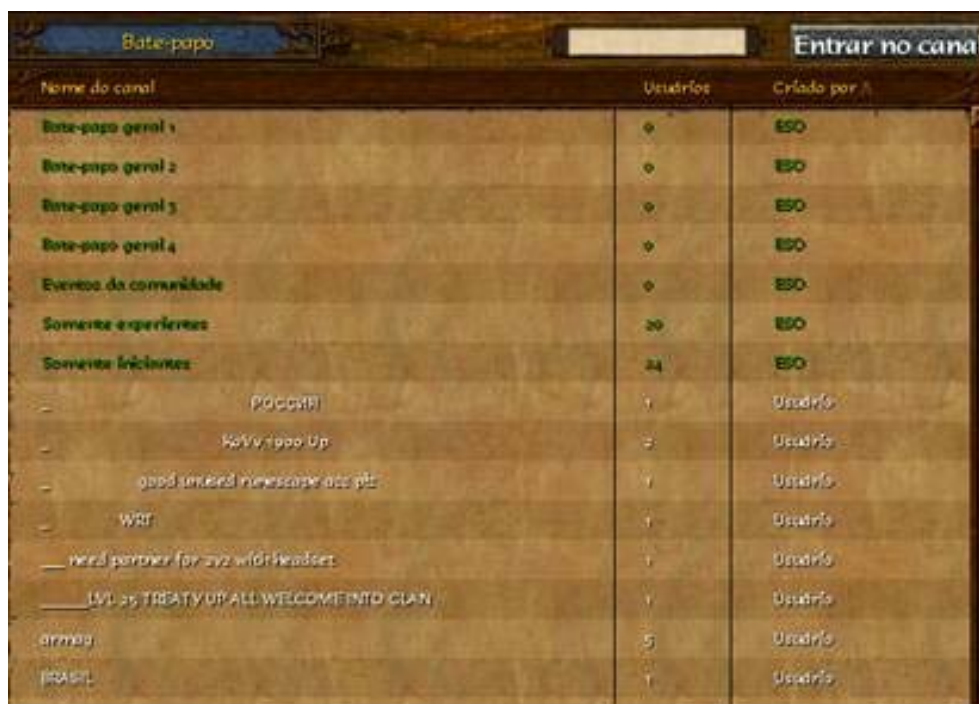 Bate-papo Entrar no cana
Nome do canal Usuários Criado por
Bate-papo geral 1 0 ESO
Bate-papo geral 2 0 ESO
Bate-papo geral 3 0 ESO
Bate-papo geral 4 0 ESO
Eventos da comunidade 0 ESO
Somente experientes 20 ESO
Somente iniciantes 24 ESO
_ 1 Usuário
_ 1900 Up 2 Usuário
_ good unused runescape acc plz 1 Usuário
_ 1 Usuário
__ need partner for 2v2 with headset 1 Usuário
_____LVL 25 TREATY UP ALL WELCOME INTO CLAN 1 Usuário
5 Usuário
BRASIL 1 Usuário